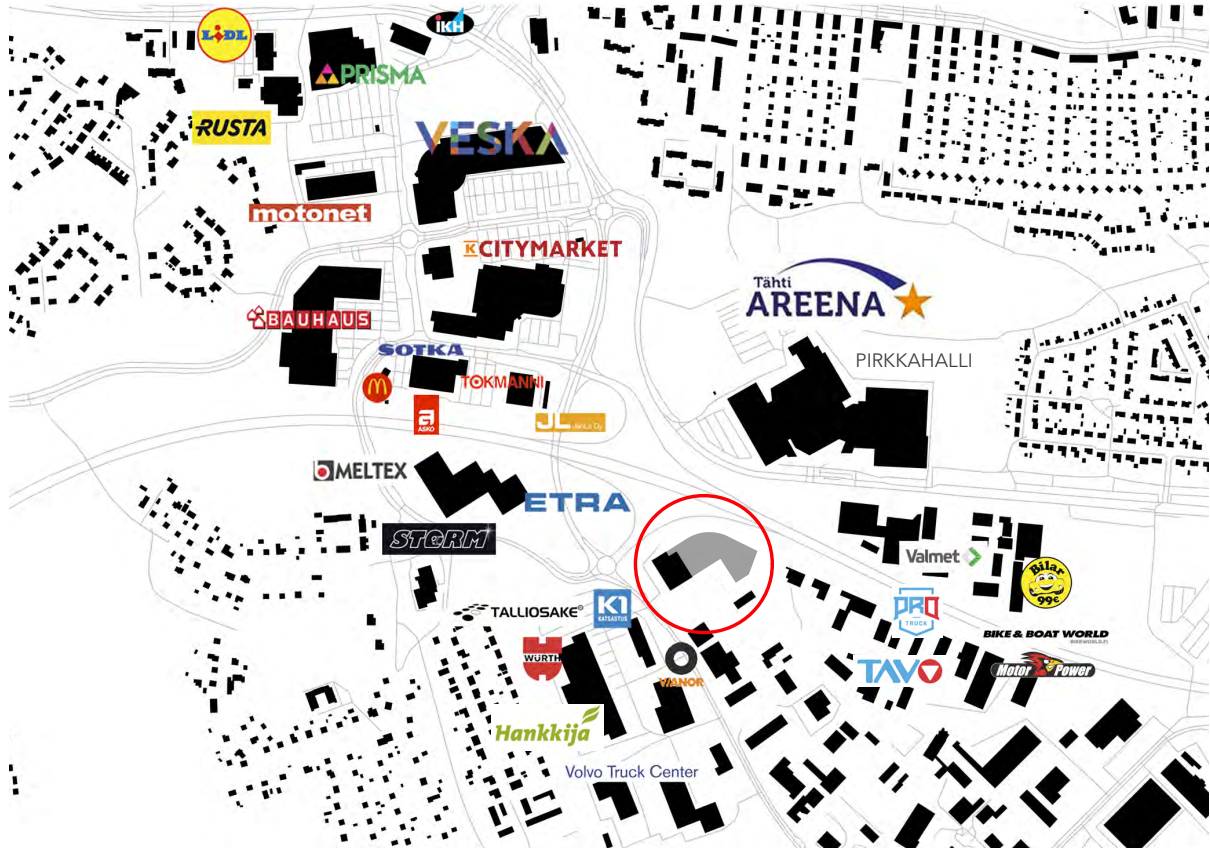 LIDL
IKH
PRISMA
RUSTA
VESKA
motonet
K CITYMARKET
Tähti
AREENA
BAUHAUS
SOTKA
PIRKKAHALLI
TOKMANNI
a
ASKO
JL
MELTEX
ETRA
STORM
Valmet
Bilar
99€
TALLIOSAKE
K1
KATSASTUS
PRO
TRUCK
BIKE & BOAT WORLD
WÜRTH
VIANOR
TAVO
Motor Power
Hankkija
Volvo Truck Center